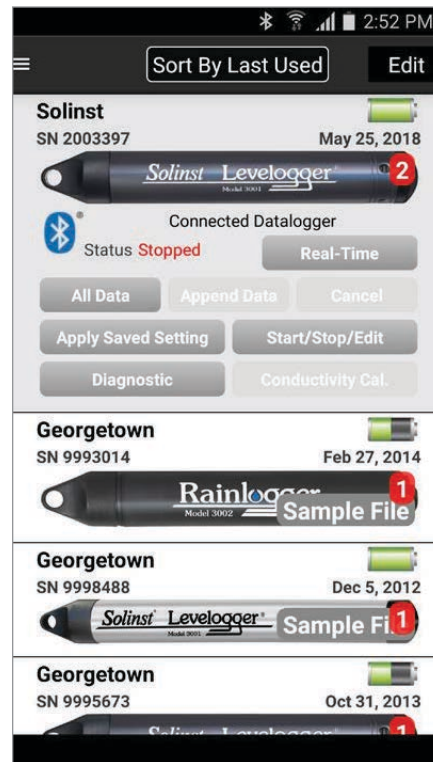 2:52 PM
Sort By Last Used Edit
Solinst
SN 2003397 May 25, 2018
Solinst Levelogger®
Model 3001
2
Connected Datalogger
Status Stopped Real-Time
All Data Append Data Cancel
Apply Saved Setting Start/Stop/Edit
Diagnostic Conductivity Cal.
Georgetown
SN 9993014 Feb 27, 2014
1
Rainlogger
Model 3002 Sample File
Georgetown
SN 9998488 Dec 5, 2012
Solinst Levelogger® Sample 1
Model 3001
Georgetown
SN 9995673 Oct 31, 2013
1